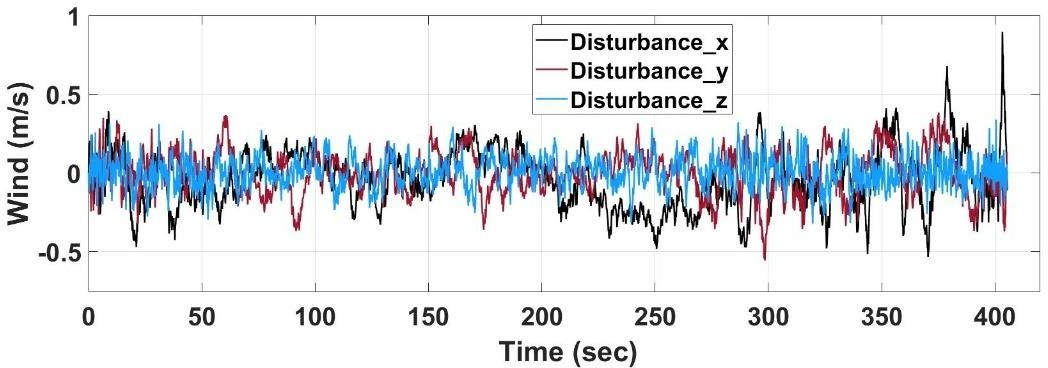 1
0.5
0
-0.5
Wind (m/s)
Disturbance_x
Disturbance_y
Disturbance_z
0 50 100 150 200 250 300 350 400
Time (sec)